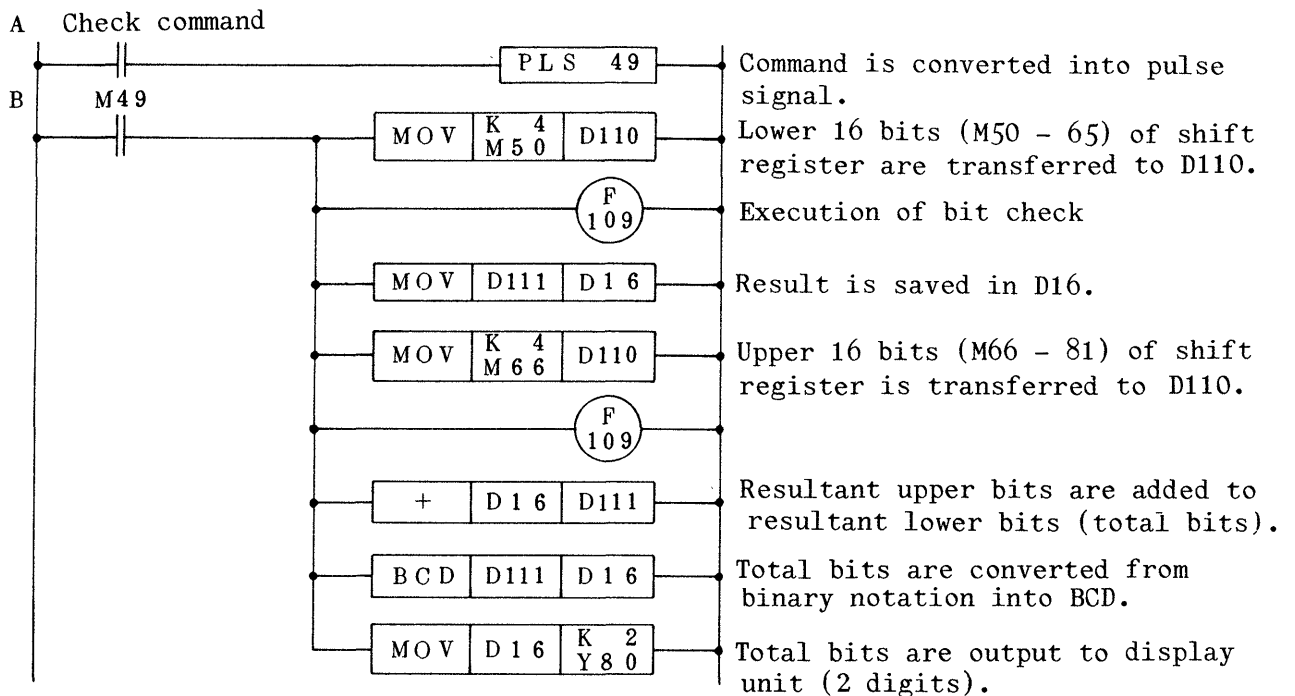 A Check command
PLS 49
Command is converted into pulse
signal.
B M49
MOV K 4 M50 D110
Lower 16 bits (M50 - 65) of shift
register are transferred to D110.
F 109
Execution of bit check
MOV D111 D16
Result is saved in D16.
MOV K 4 M66 D110
Upper 16 bits (M66 - 81) of shift
register is transferred to D110.
F 109
+ D16 D111
Resultant upper bits are added to
resultant lower bits (total bits).
BCD D111 D16
Total bits are converted from
binary notation into BCD.
MOV D16 K 2 Y80
Total bits are output to display
unit (2 digits).